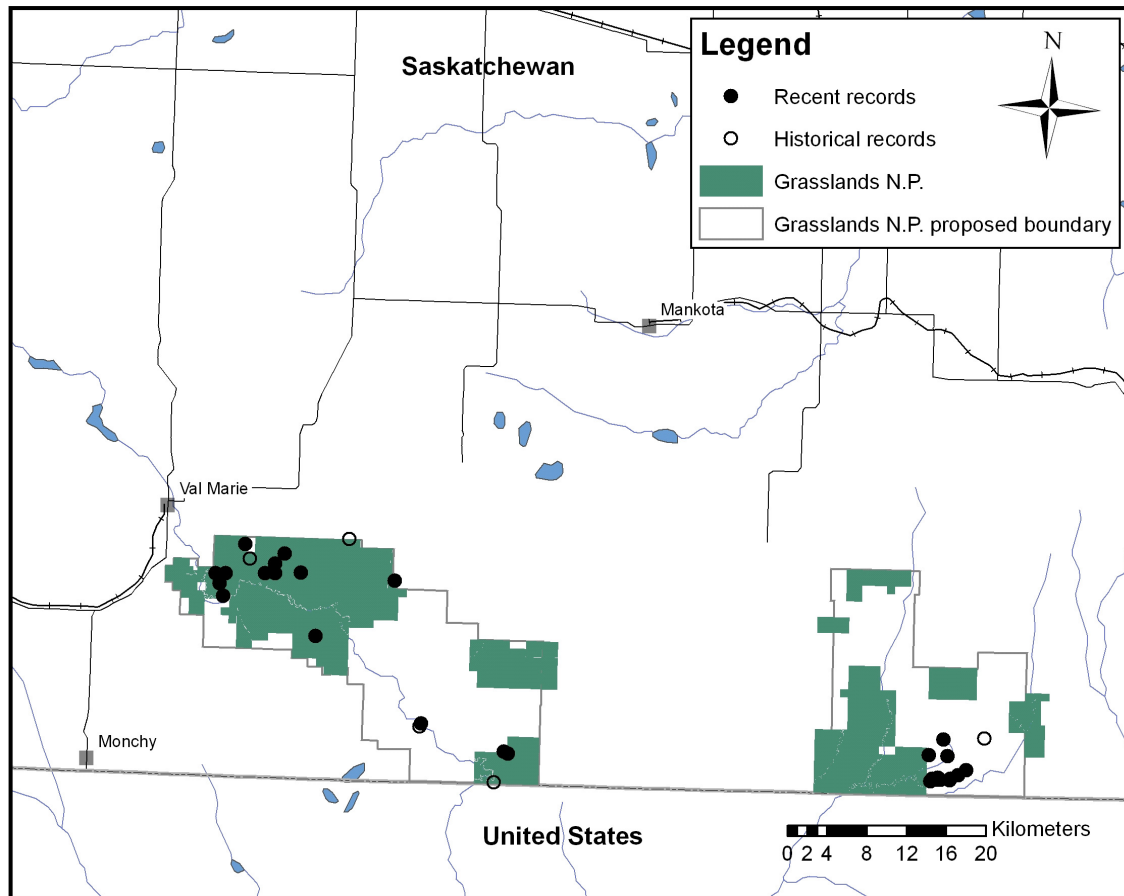 Saskatchewan
Legend
N
Recent records
Historical records
Grasslands N.P.
Grasslands N.P. proposed boundary
Mankota
Val Marie
Monchy
United States
Kilometers
0 2 4 8 12 16 20